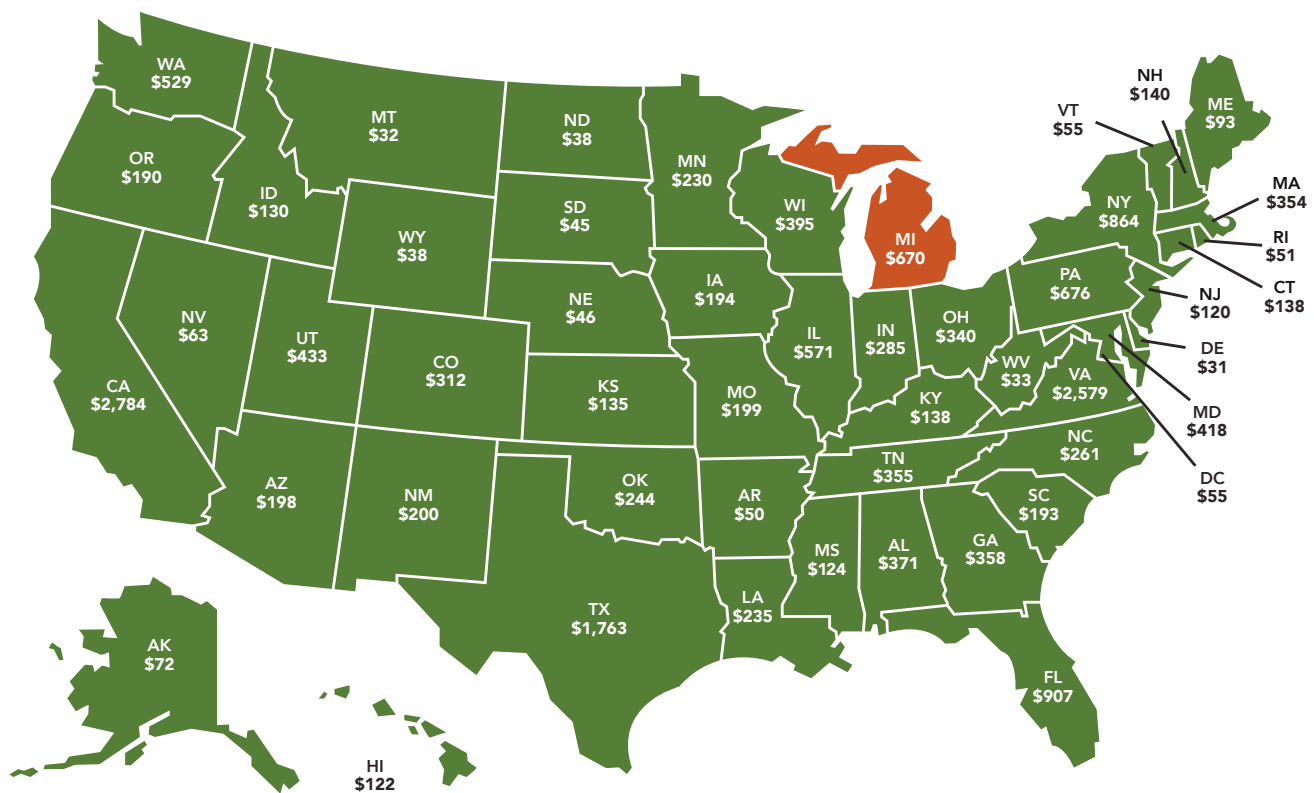 WA
$529
OR
$190
CA
$2,784
ID
$130
NV
$63
MT
$32
WY
$38
UT
$433
AZ
$198
CO
$312
NM
$200
ND
$38
SD
$45
NE
$46
KS
$135
OK
$244
TX
$1,763
MN
$230
IA
$194
MO
$199
AR
$50
LA
$235
WI
$395
IL
$571
MS
$124
MI
$670
IN
$285
OH
$340
KY
$138
TN
$355
AL
$371
GA
$358
FL
$907
SC
$193
NC
$261
WV
$33
VA
$2,579
PA
$676
NY
$864
VT
$55
NH
$140
ME
$93
MA
$354
RI
$51
CT
$138
NJ
$120
DE
$31
MD
$418
DC
$55
AK
$72
HI
$122